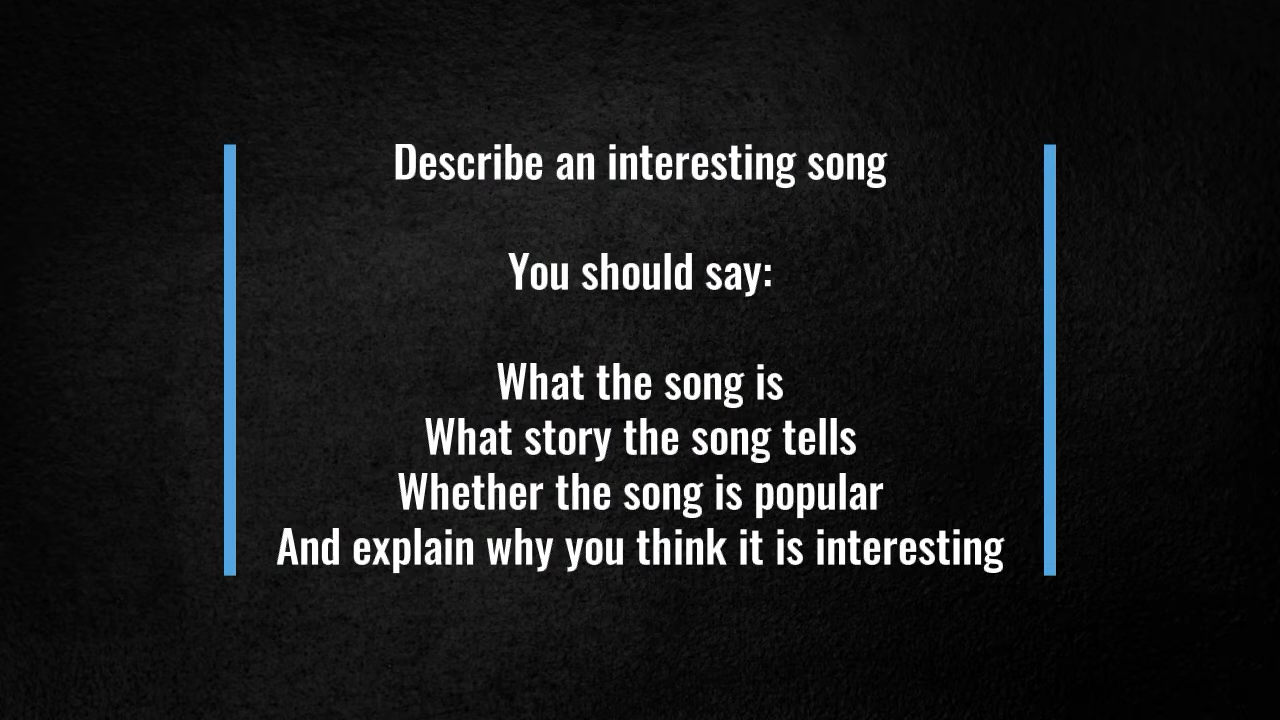 Describe an interesting song
You should say:
What the song is
What story the song tells
Whether the song is popular
And explain why you think it is interesting